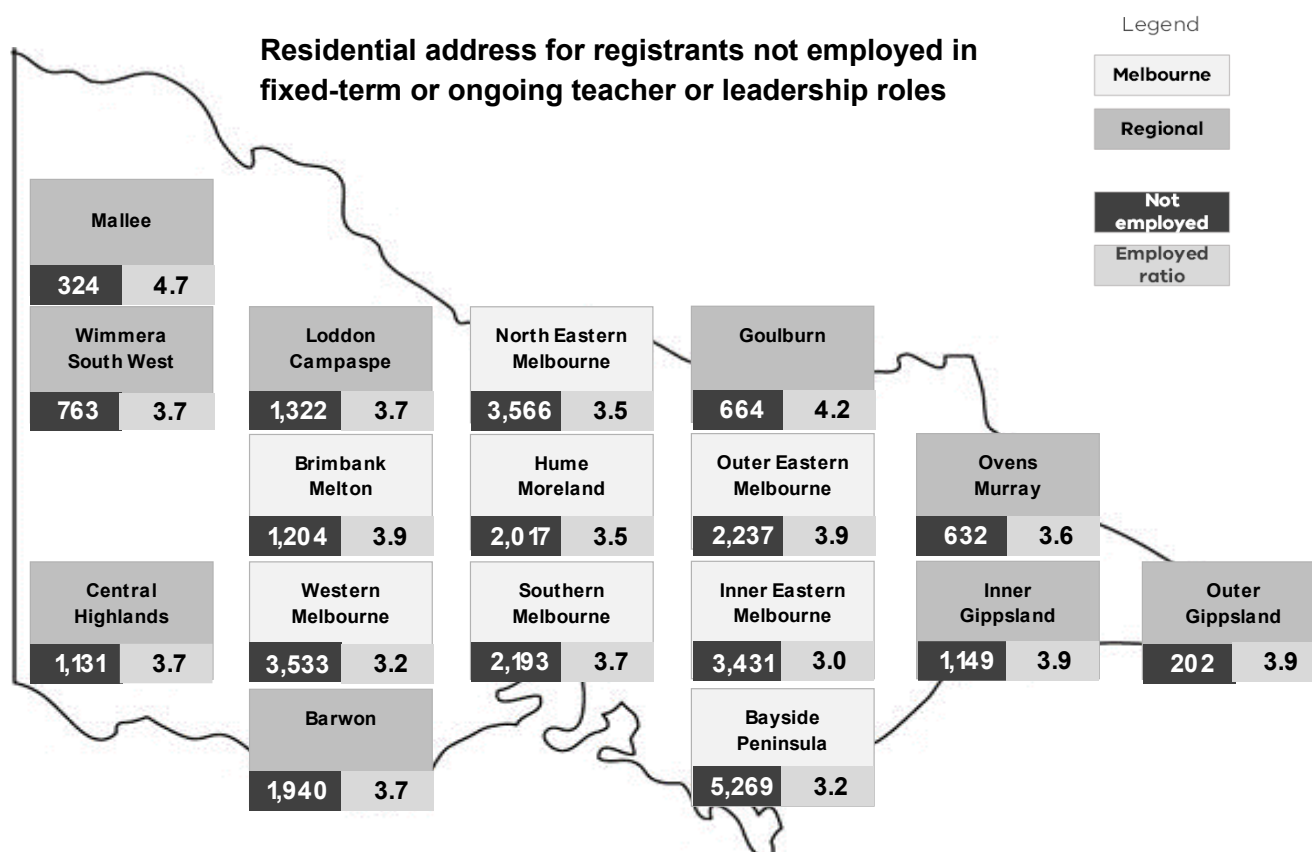 Residential address for registrants not employed in
fixed-term or ongoing teacher or leadership roles
Legend
Melbourne
Regional
Not
employed
Employed
ratio
Mallee
324 4.7
Wimmera
South West
763 3.7
Loddon
Campaspe
1,322 3.7
North Eastern
Melbourne
3,566 3.5
Goulburn
664 4.2
Brimbank
Melton
1,204 3.9
Hume
Moreland
2,017 3.5
Outer Eastern
Melbourne
2,237 3.9
Ovens
Murray
632 3.6
Central
Highlands
1,131 3.7
Western
Melbourne
3,533 3.2
Southern
Melbourne
2,193 3.7
Inner Eastern
Melbourne
3,431 3.0
Inner
Gippsland
1,149 3.9
Outer
Gippsland
202 3.9
Barwon
1,940 3.7
Bayside
Peninsula
5,269 3.2